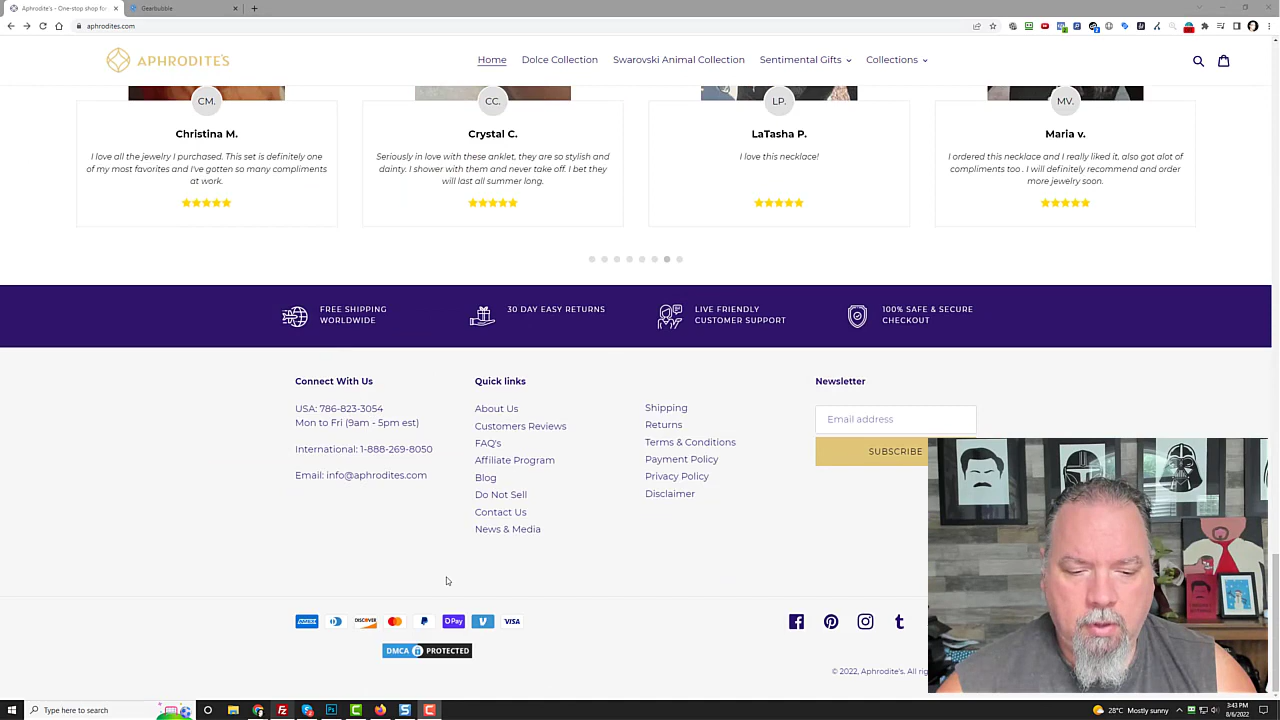 Aphrodite's - One-stop shop for
Gearbubble
aphrodites.com
APHRODITE'S
Home
Dolce Collection
Swarovski Animal Collection
Sentimental Gifts
Collections
CM.
CC.
LP.
MV.
Christina M.
I love all the jewelry I purchased. This set is definitely one
of my most favorites and I've gotten so many compliments
at work.
Crystal C.
Seriously in love with these anklet, they are so stylish and
dainty. I shower with them and never take off. I bet they
will last all summer long.
LaTasha P.
I love this necklace!
Maria v.
I ordered this necklace and I really liked it, also got alot of
compliments too . I will definitely recommend and order
more jewelry soon.
FREE SHIPPING
WORLDWIDE
30 DAY EASY RETURNS
LIVE FRIENDLY
CUSTOMER SUPPORT
100% SAFE & SECURE
CHECKOUT
Connect With Us
USA: 786-823-3054
Mon to Fri (9am - 5pm est)
International: 1-888-269-8050
Email: info@aphrodites.com
Quick links
About Us
Customers Reviews
FAQ's
Affiliate Program
Blog
Do Not Sell
Contact Us
News & Media
Shipping
Returns
Terms & Conditions
Payment Policy
Privacy Policy
Disclaimer
Newsletter
Email address
SUBSCRIBE
AMEX
DISCOVER
Pay
VISA
DMCA PROTECTED
© 2022, Aphrodite's. All
Type here to search
28°C Mostly sunny
3:43 PM
8/6/2022